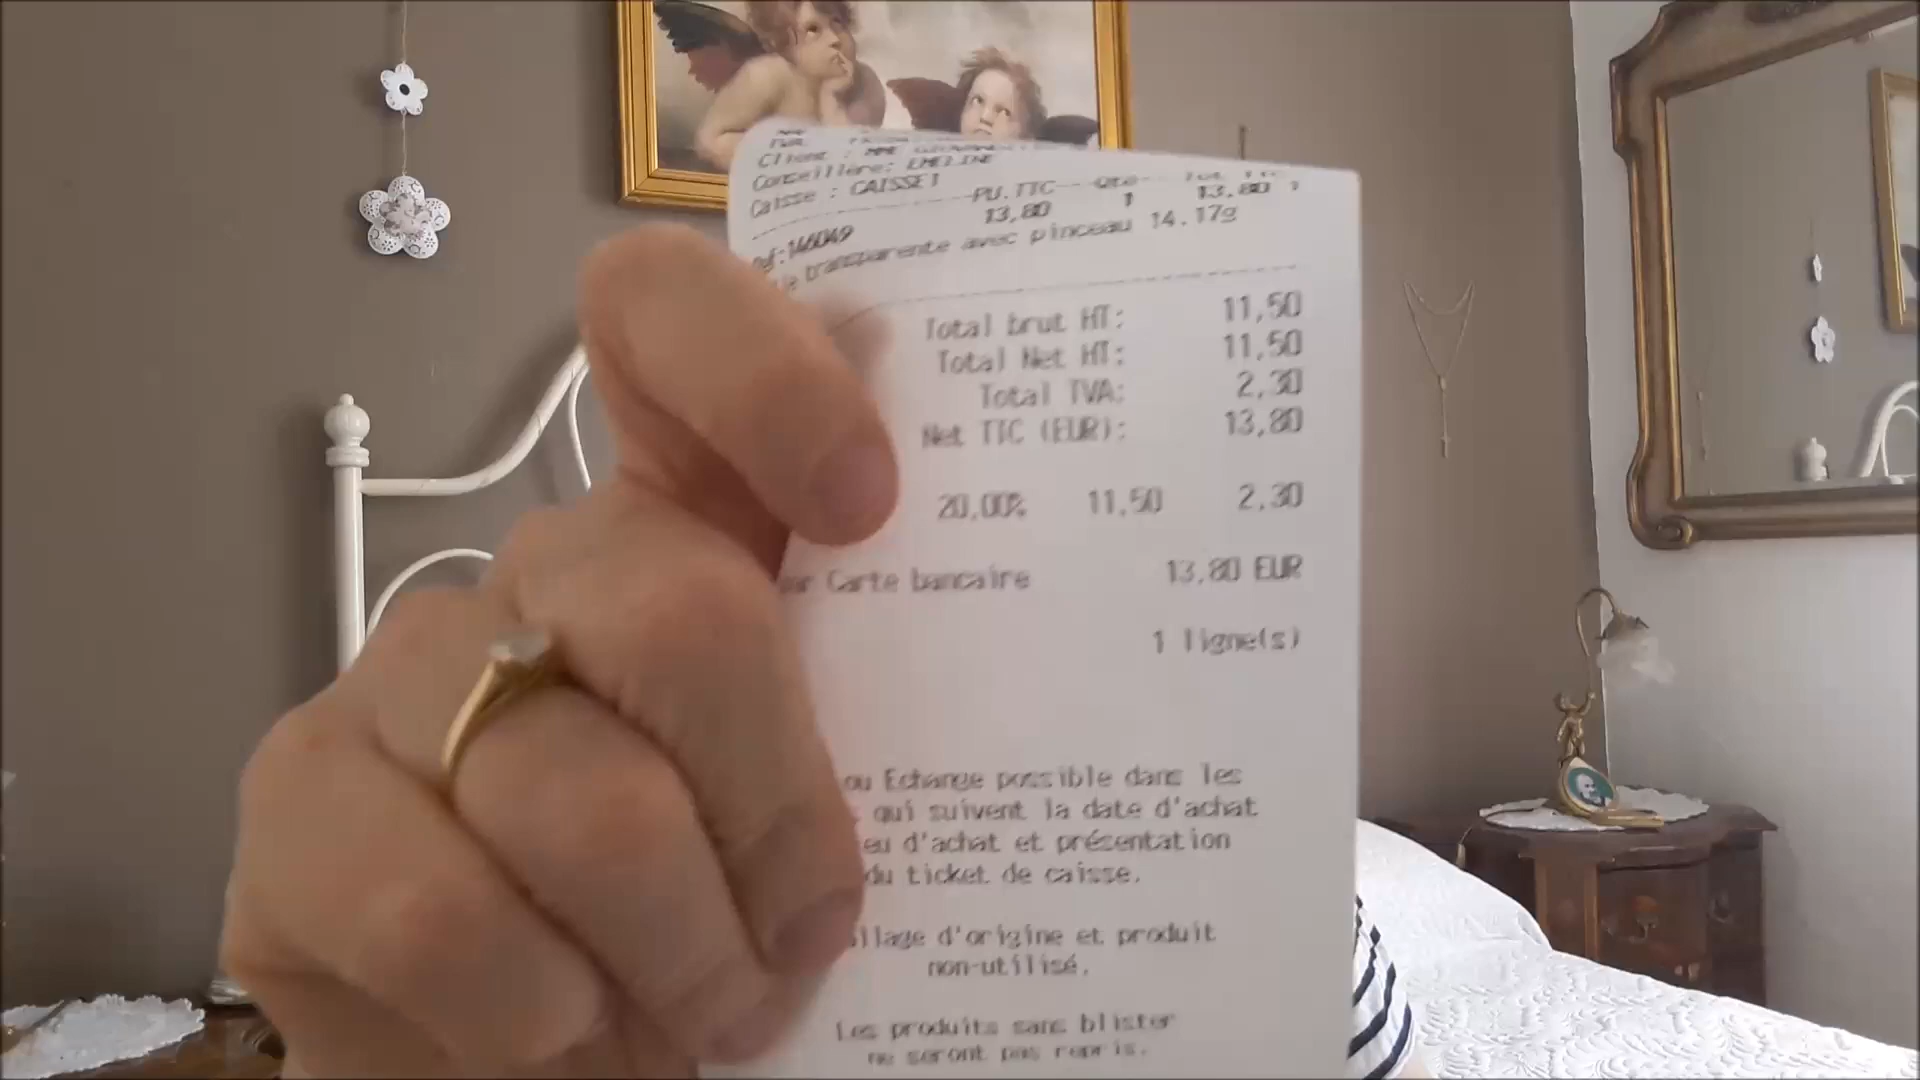 TVA
Client : MME
Conseillère: EMELINE
Caisse : CAISSE1
PU.TTC Qté
13,80 1 13,80 1
:146049
transparente avec pinceau 14.17g
Total brut HT: 11,50
Total Net HT: 11,50
Total TVA: 2,30
Net TTC (EUR): 13,80
20,00% 11,50 2,30
Carte bancaire 13,80 EUR
1 ligne(s)
ou Echange possible dans les
qui suivent la date d'achat
d'achat et présentation
du ticket de caisse.
d'origine et produit
non-utilisé.
Les produits sans blister
ne seront pas repris.